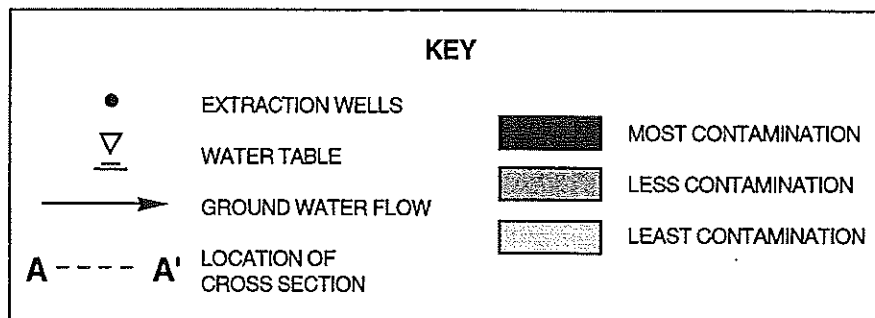 KEY
EXTRACTION WELLS
WATER TABLE
GROUND WATER FLOW
A ---- A' LOCATION OF
CROSS SECTION
MOST CONTAMINATION
LESS CONTAMINATION
LEAST CONTAMINATION